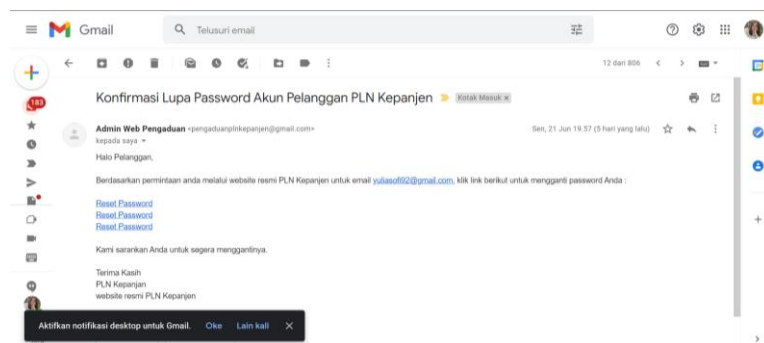 Gmail
Telusuri email
12 dari 806
Konfirmasi Lupa Password Akun Pelanggan PLN Kepanjen
Kotak Masuk x
183
Admin Web Pengaduan <pengaduanplnkepanjen@gmail.com>
Sen, 21 Jun 19.57 (5 hari yang lalu)
kepada saya
Halo Pelanggan,
Berdasarkan permintaan anda melalui website resmi PLN Kepanjen untuk email yuliasofi92@gmail.com, klik link berikut untuk mengganti password Anda :
Reset Password
Reset Password
Reset Password
Kami sarankan Anda untuk segera menggantinya.
Terima Kasih
PLN Kepanjen
website resmi PLN Kepanjen
Aktifkan notifikasi desktop untuk Gmail. Oke Lain kali